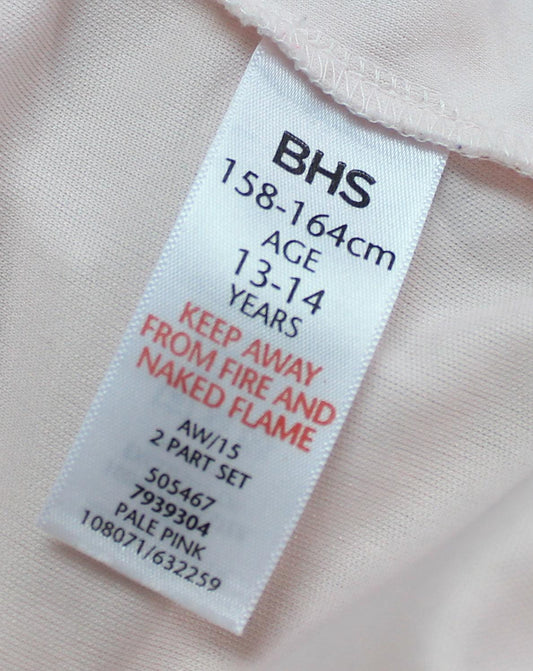 BHS
158-164cm
AGE
13-14
YEARS
KEEP AWAY
FROM FIRE AND
NAKED FLAME
AW/15
2 PART SET
505467
7939304
PALE PINK
108071/632259